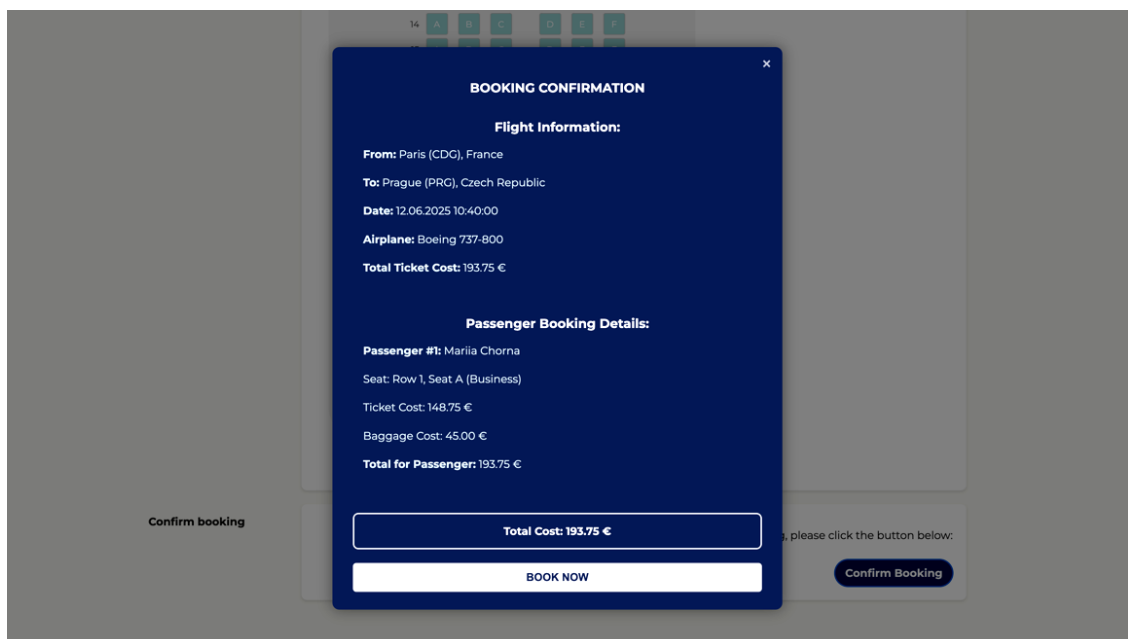 14 A B C D E F
×
BOOKING CONFIRMATION
Flight Information:
From: Paris (CDG), France
To: Prague (PRG), Czech Republic
Date: 12.06.2025 10:40:00
Airplane: Boeing 737-800
Total Ticket Cost: 193.75 €
Passenger Booking Details:
Passenger #1: Mariia Chorna
Seat: Row 1, Seat A (Business)
Ticket Cost: 148.75 €
Baggage Cost: 45.00 €
Total for Passenger: 193.75 €
Confirm booking
Total Cost: 193.75 €
, please click the button below:
BOOK NOW
Confirm Booking